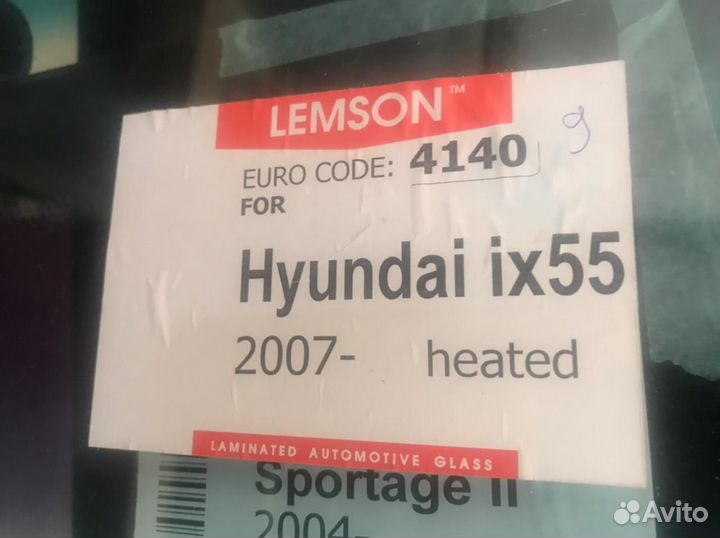 LEMSON™
EURO CODE: 4140 9
FOR
Hyundai ix55
2007- heated
LAMINATED AUTOMOTIVE GLASS
Sportage II
2004-
Avito